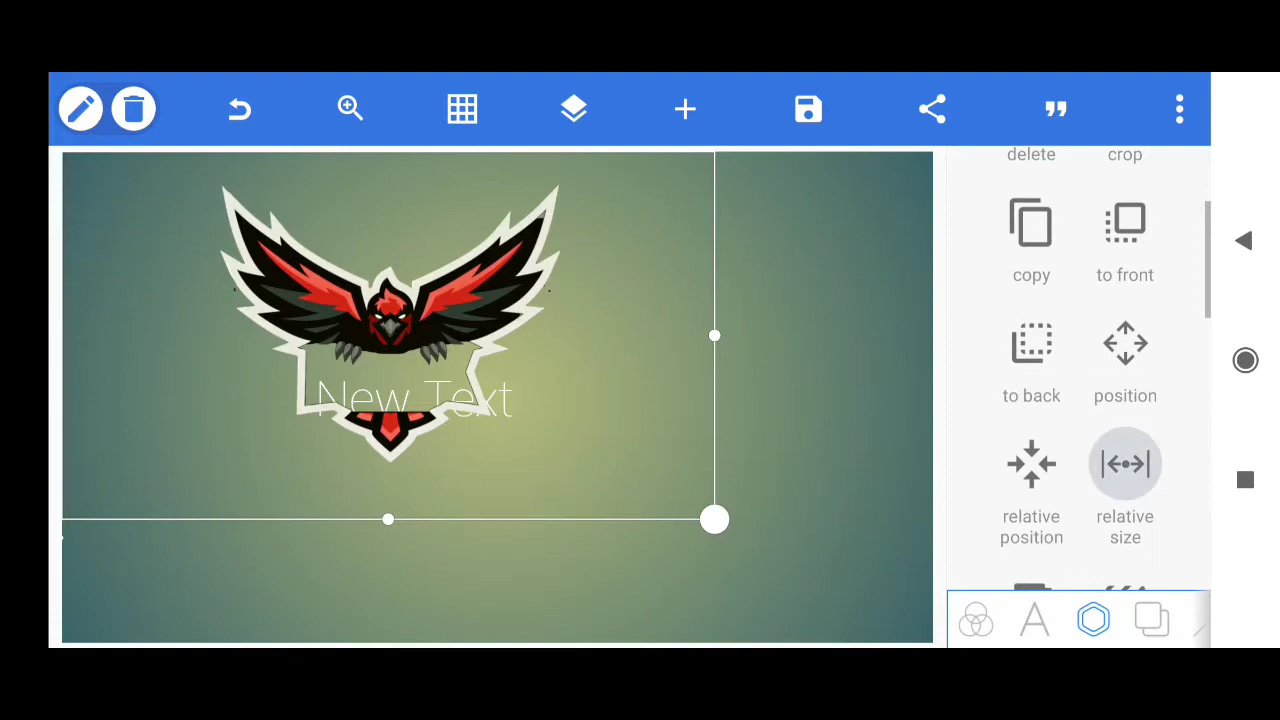 delete crop
copy to front
to back position
relative position relative size
New Text